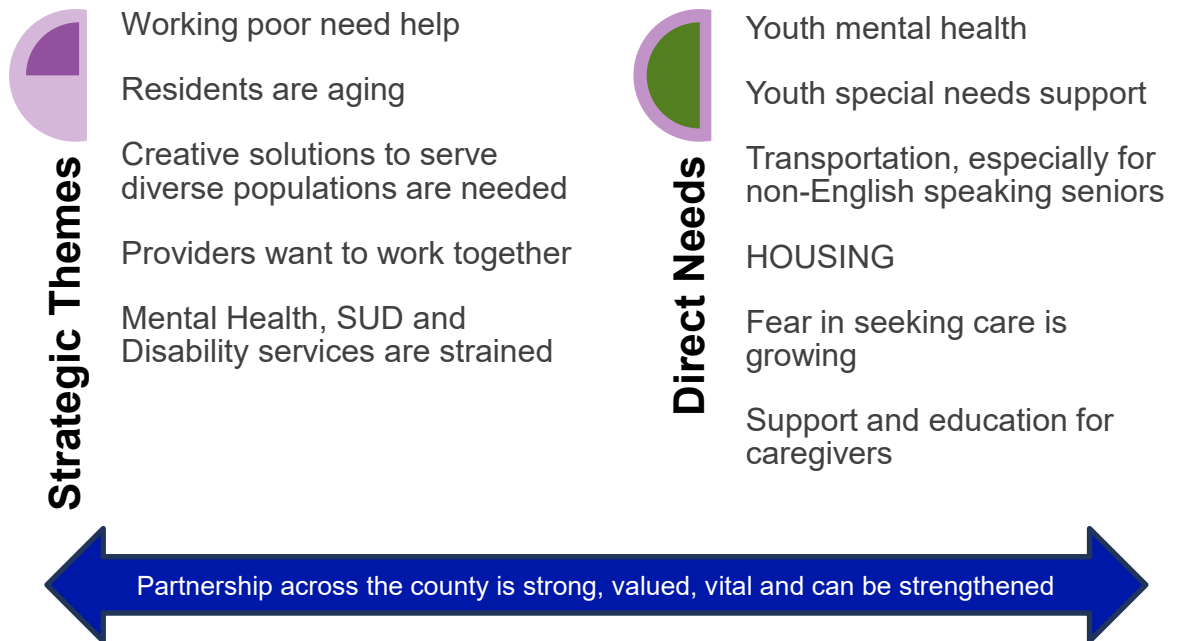 Strategic Themes
Working poor need help
Residents are aging
Creative solutions to serve
diverse populations are needed
Providers want to work together
Mental Health, SUD and
Disability services are strained
Direct Needs
Youth mental health
Youth special needs support
Transportation, especially for
non-English speaking seniors
HOUSING
Fear in seeking care is
growing
Support and education for
caregivers
Partnership across the county is strong, valued, vital and can be strengthened